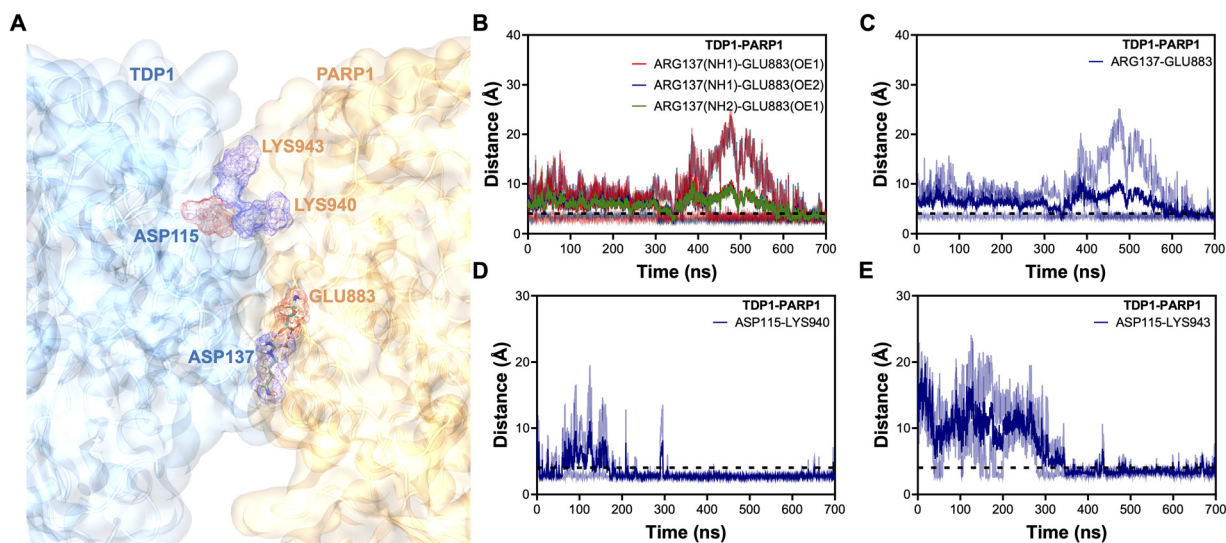 A
TDP1
PARP1
LYS943
LYS940
ASP115
GLU883
ASP137
B
TDP1-PARP1
ARG137(NH1)-GLU883(OE1)
ARG137(NH1)-GLU883(OE2)
ARG137(NH2)-GLU883(OE1)
Distance (Å)
40
30
20
10
0
0 100 200 300 400 500 600 700
Time (ns)
C
TDP1-PARP1
ARG137-GLU883
Distance (Å)
40
30
20
10
0
0 100 200 300 400 500 600 700
Time (ns)
D
TDP1-PARP1
ASP115-LYS940
Distance (Å)
30
20
10
0
0 100 200 300 400 500 600 700
Time (ns)
E
TDP1-PARP1
ASP115-LYS943
Distance (Å)
30
20
10
0
0 100 200 300 400 500 600 700
Time (ns)